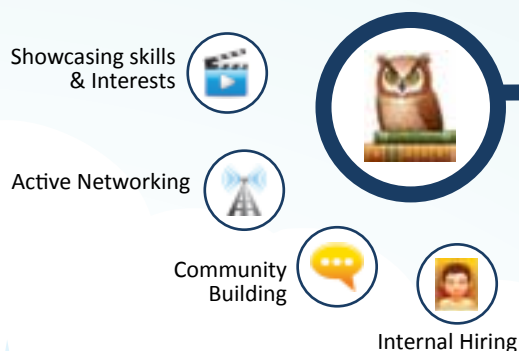 Showcasing skills
& Interests
Active Networking
Community
Building
Internal Hiring